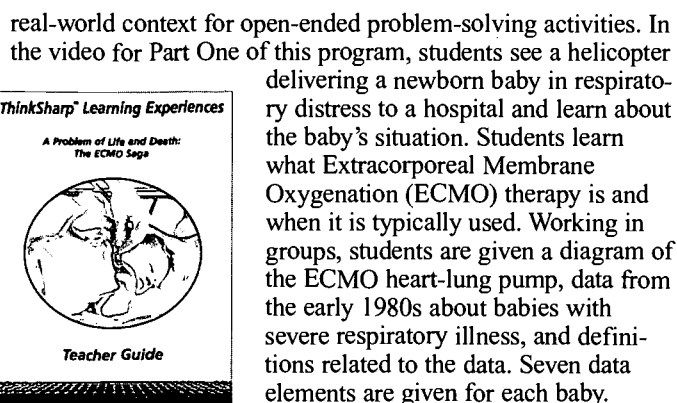 real-world context for open-ended problem-solving activities. In
the video for Part One of this program, students see a helicopter
delivering a newborn baby in respirato-
ry distress to a hospital and learn about
the baby's situation. Students learn
what Extracorporeal Membrane
Oxygenation (ECMO) therapy is and
when it is typically used. Working in
groups, students are given a diagram of
the ECMO heart-lung pump, data from
the early 1980s about babies with
severe respiratory illness, and defini-
tions related to the data. Seven data
elements are given for each baby.
ThinkSharp™ Learning Experiences
A Problem of Life and Death:
The ECMO Saga
Teacher Guide